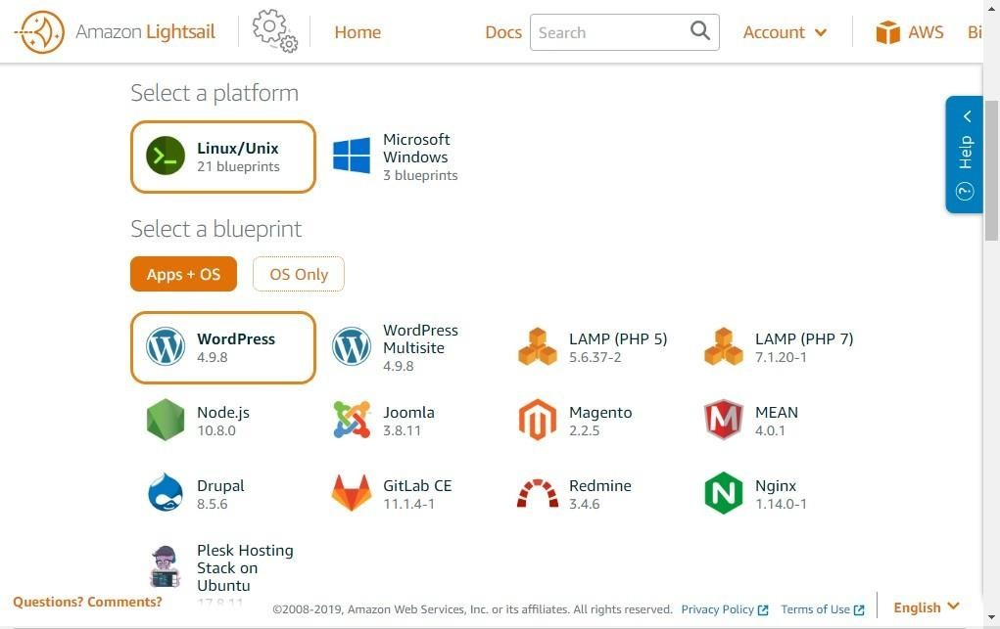 Amazon Lightsail
Home
Docs
Search
Account
AWS
Bi
Help
Select a platform
Linux/Unix
21 blueprints
Microsoft
Windows
3 blueprints
Select a blueprint
Apps + OS
OS Only
WordPress
4.9.8
WordPress
Multisite
4.9.8
LAMP (PHP 5)
5.6.37-2
LAMP (PHP 7)
7.1.20-1
Node.js
10.8.0
Joomla
3.8.11
Magento
2.2.5
MEAN
4.0.1
Drupal
8.5.6
GitLab CE
11.1.4-1
Redmine
3.4.6
Nginx
1.14.0-1
Plesk Hosting
Stack on
Ubuntu
17.8.11
Questions? Comments?
©2008-2019, Amazon Web Services, Inc. or its affiliates. All rights reserved.
Privacy Policy
Terms of Use
English